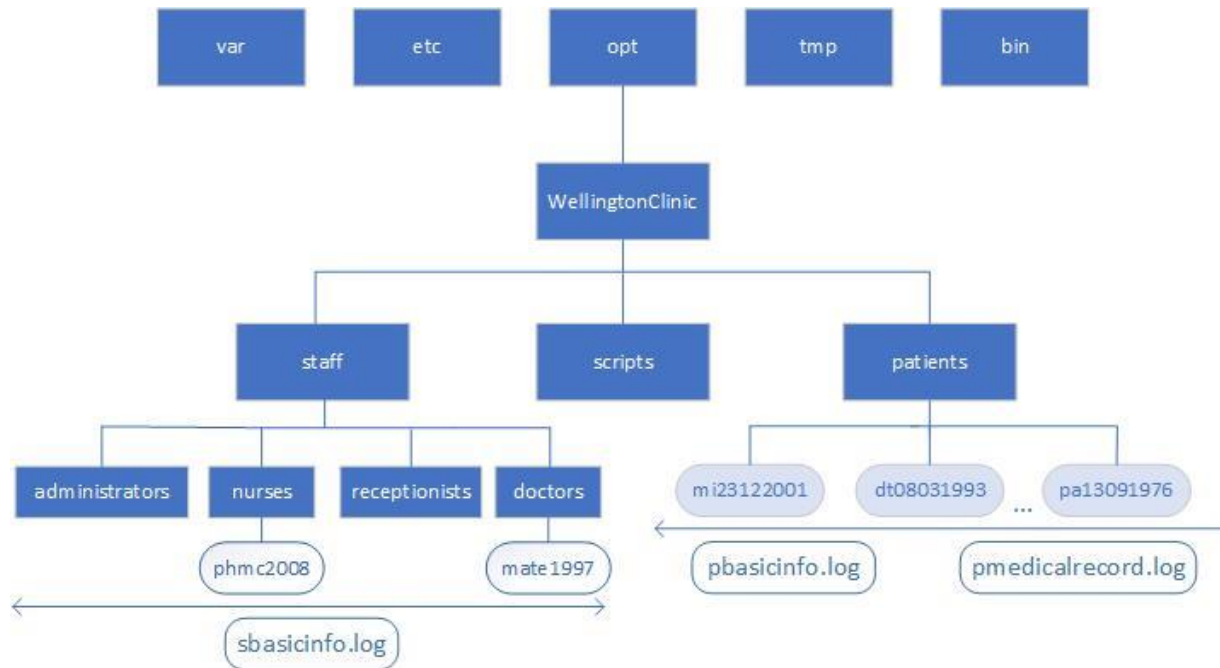 var
etc
opt
tmp
bin
WellingtonClinic
staff
scripts
patients
administrators
nurses
receptionists
doctors
mi23122001
dt08031993
...
pa13091976
phmc2008
mate1997
pbasicinfo.log
pmedicalrecord.log
sbasicinfo.log